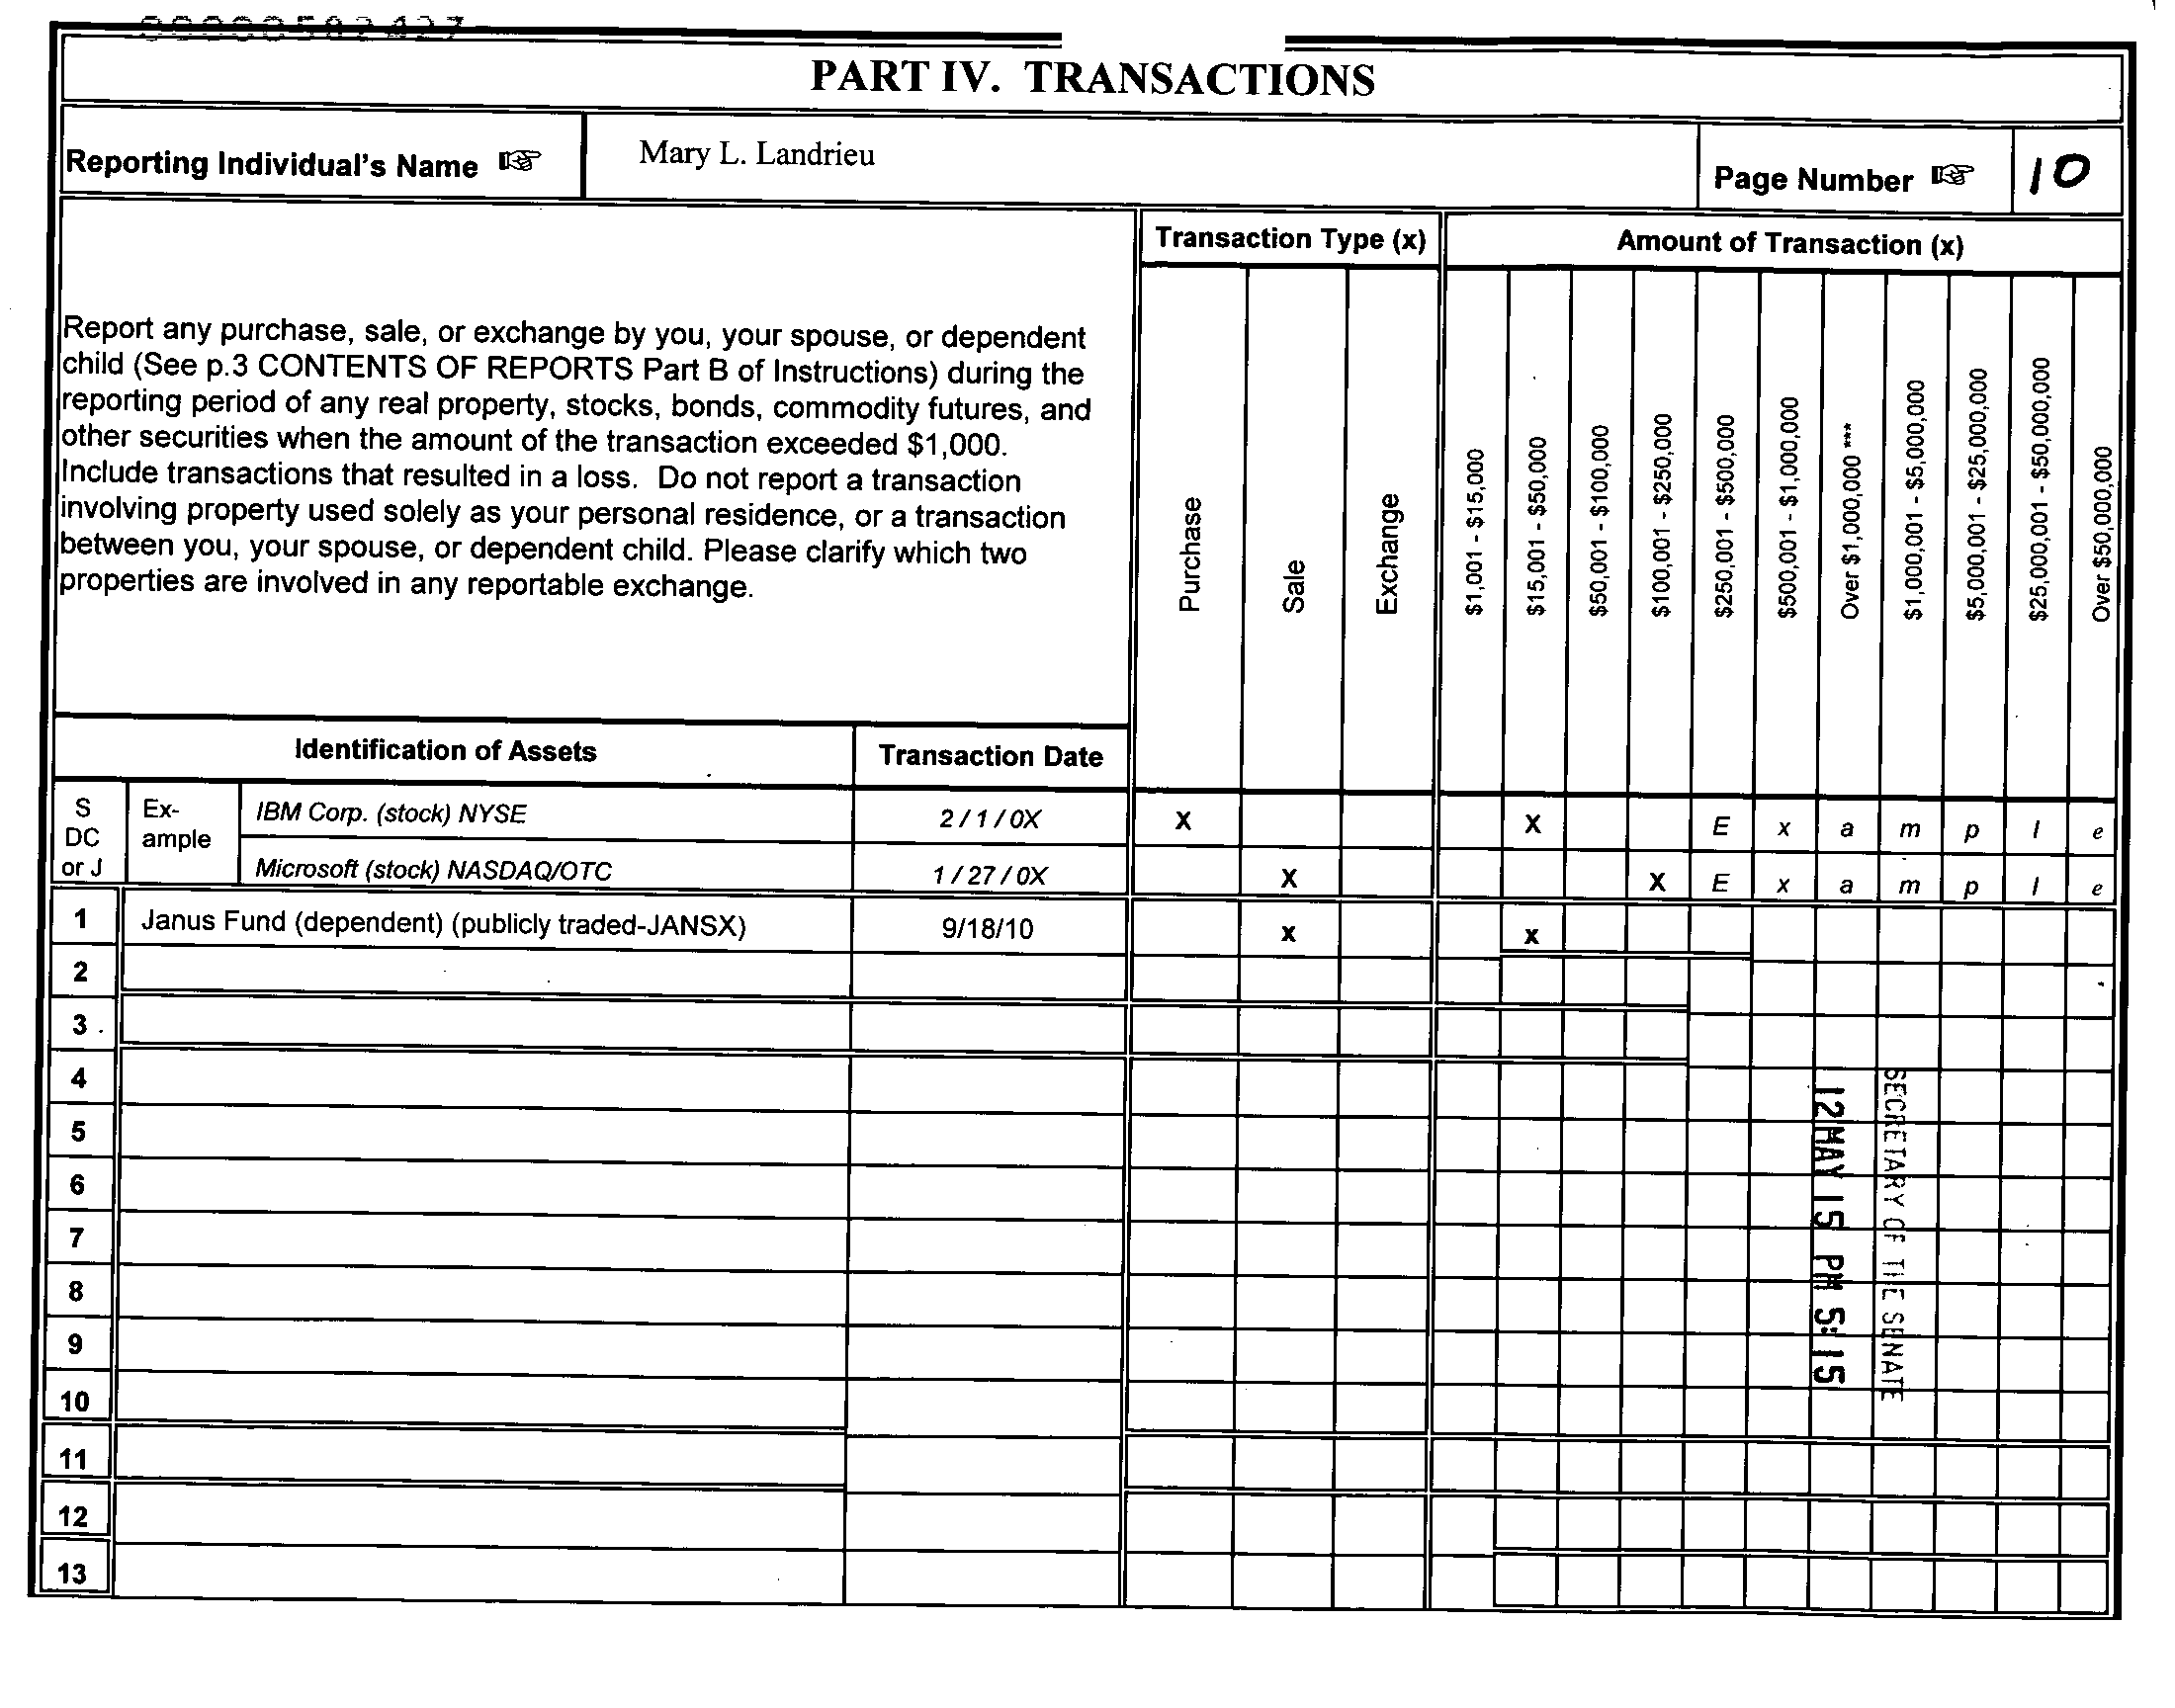 00000582427
PART IV. TRANSACTIONS
Reporting Individual's Name ☞ Mary L. Landrieu Page Number ☞ 10
Report any purchase, sale, or exchange by you, your spouse, or dependent
child (See p.3 CONTENTS OF REPORTS Part B of Instructions) during the
reporting period of any real property, stocks, bonds, commodity futures, and
other securities when the amount of the transaction exceeded $1,000.
Include transactions that resulted in a loss. Do not report a transaction
involving property used solely as your personal residence, or a transaction
between you, your spouse, or dependent child. Please clarify which two
properties are involved in any reportable exchange.
Transaction Type (x)
Amount of Transaction (x)
Purchase
Sale
Exchange
$1,001 - $15,000
$15,001 - $50,000
$50,001 - $100,000
$100,001 - $250,000
$250,001 - $500,000
$500,001 - $1,000,000
Over $1,000,000 ***
$1,000,001 - $5,000,000
$5,000,001 - $25,000,000
$25,000,001 - $50,000,000
Over $50,000,000
Identification of Assets Transaction Date
S
DC
or J
Ex-
ample
IBM Corp. (stock) NYSE 2 / 1 / 0X X X E x a m p l e
Microsoft (stock) NASDAQ/OTC 1 / 27 / 0X X X E x a m p l e
1 Janus Fund (dependent) (publicly traded-JANSX) 9/18/10 x x
2
3
4
5
6
7
8
9
10
11
12
13
SECRETARY OF THE SENATE
12 MAY 15 PM 5:15